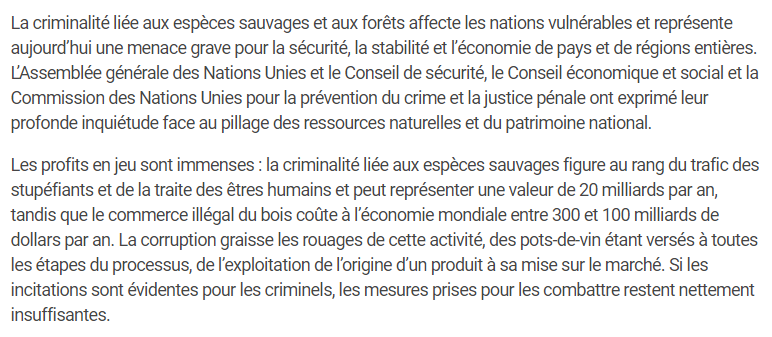 La criminalité liée aux espèces sauvages et aux forêts affecte les nations vulnérables et représente
aujourd’hui une menace grave pour la sécurité, la stabilité et l’économie de pays et de régions entières.
L’Assemblée générale des Nations Unies et le Conseil de sécurité, le Conseil économique et social et la
Commission des Nations Unies pour la prévention du crime et la justice pénale ont exprimé leur
profonde inquiétude face au pillage des ressources naturelles et du patrimoine national.
Les profits en jeu sont immenses : la criminalité liée aux espèces sauvages figure au rang du trafic des
stupéfiants et de la traite des êtres humains et peut représenter une valeur de 20 milliards par an,
tandis que le commerce illégal du bois coûte à l’économie mondiale entre 300 et 100 milliards de
dollars par an. La corruption graisse les rouages de cette activité, des pots-de-vin étant versés à toutes
les étapes du processus, de l’exploitation de l’origine d’un produit à sa mise sur le marché. Si les
incitations sont évidentes pour les criminels, les mesures prises pour les combattre restent nettement
insuffisantes.